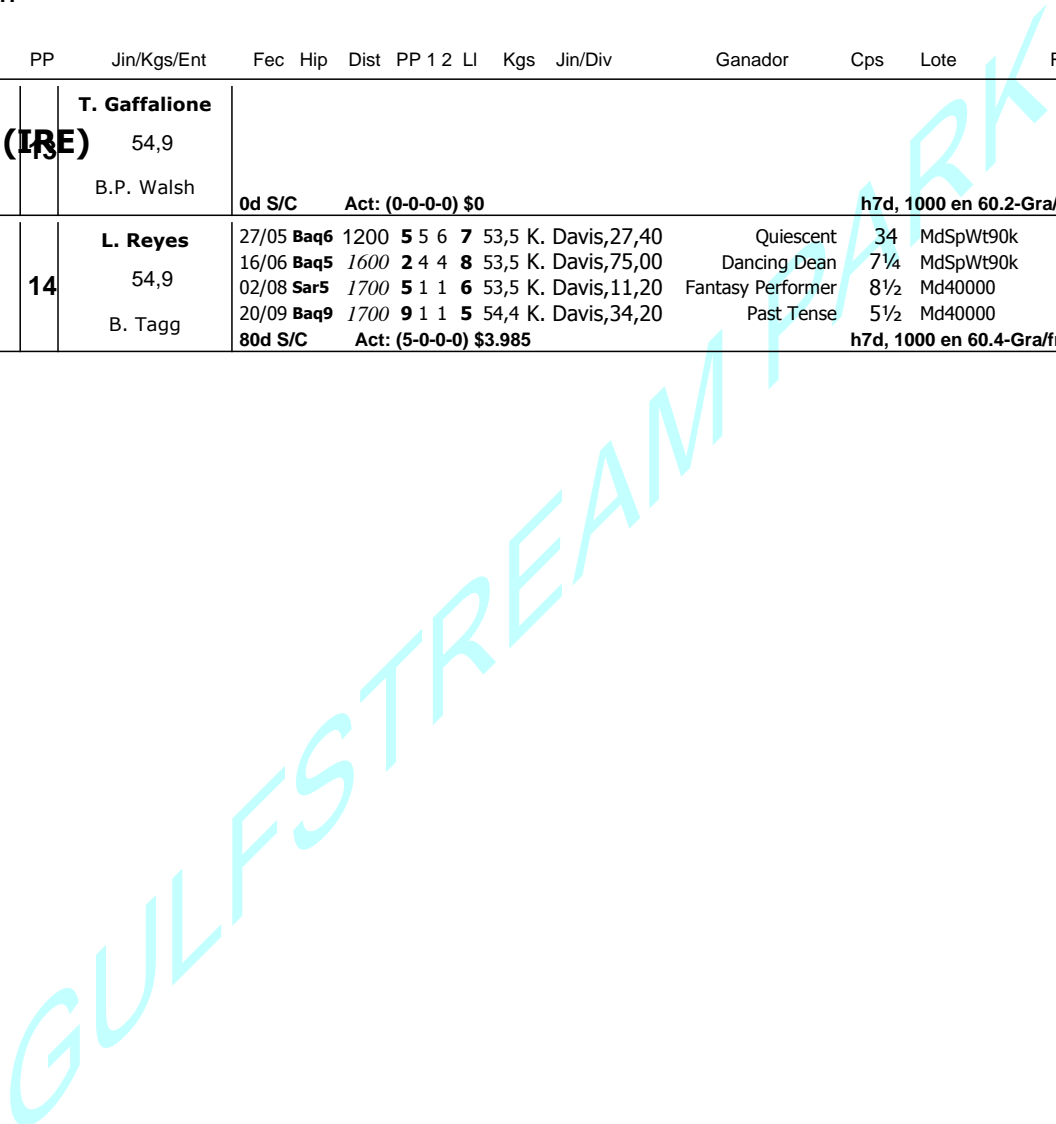 PP Jin/Kgs/Ent Fec Hip Dist PP 1 2 Ll Kgs Jin/Div Ganador Cps Lote
T. Gaffalione
(IRE) 13 54,9
B.P. Walsh
0d S/C Act: (0-0-0-0) $0 h7d, 1000 en 60.2-Gra/
L. Reyes 27/05 Baq6 1200 5 5 6 7 53,5 K. Davis,27,40 Quiescent 34 MdSpWt90k
14 54,9 16/06 Baq5 1600 2 4 4 8 53,5 K. Davis,75,00 Dancing Dean 7¼ MdSpWt90k
02/08 Sar5 1700 5 1 1 6 53,5 K. Davis,11,20 Fantasy Performer 8½ Md40000
B. Tagg 20/09 Baq9 1700 9 1 1 5 54,4 K. Davis,34,20 Past Tense 5½ Md40000
80d S/C Act: (5-0-0-0) $3.985 h7d, 1000 en 60.4-Gra/fr
GULFSTREAM PARK